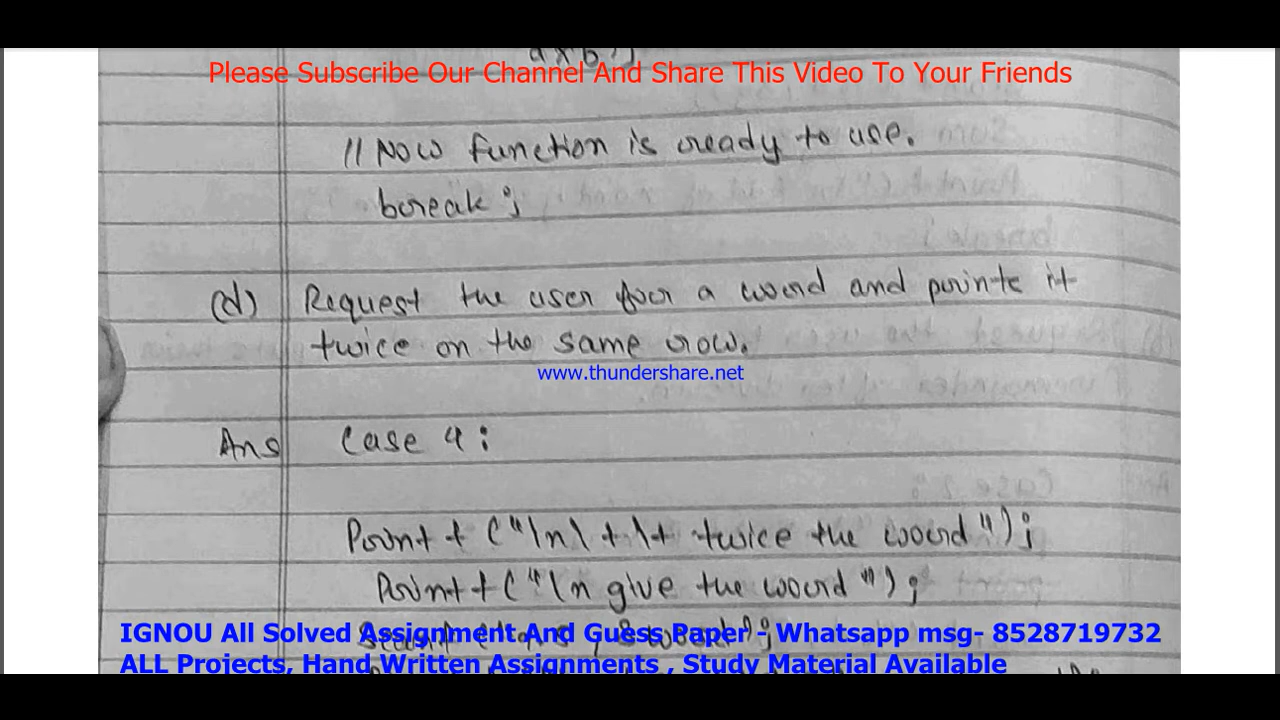 a*b);
Please Subscribe Our Channel And Share This Video To Your Friends
// Now function is ready to use.
break;
(d) Request the user for a word and printe it
twice on the same row.
www.thundershare.net
Ans Case 4:
Printf ("\n\t\t twice the word");
Printf ("\n give the word");
IGNOU All Solved Assignment And Guess Paper - Whatsapp msg- 8528719732
ALL Projects, Hand Written Assignments , Study Material Available